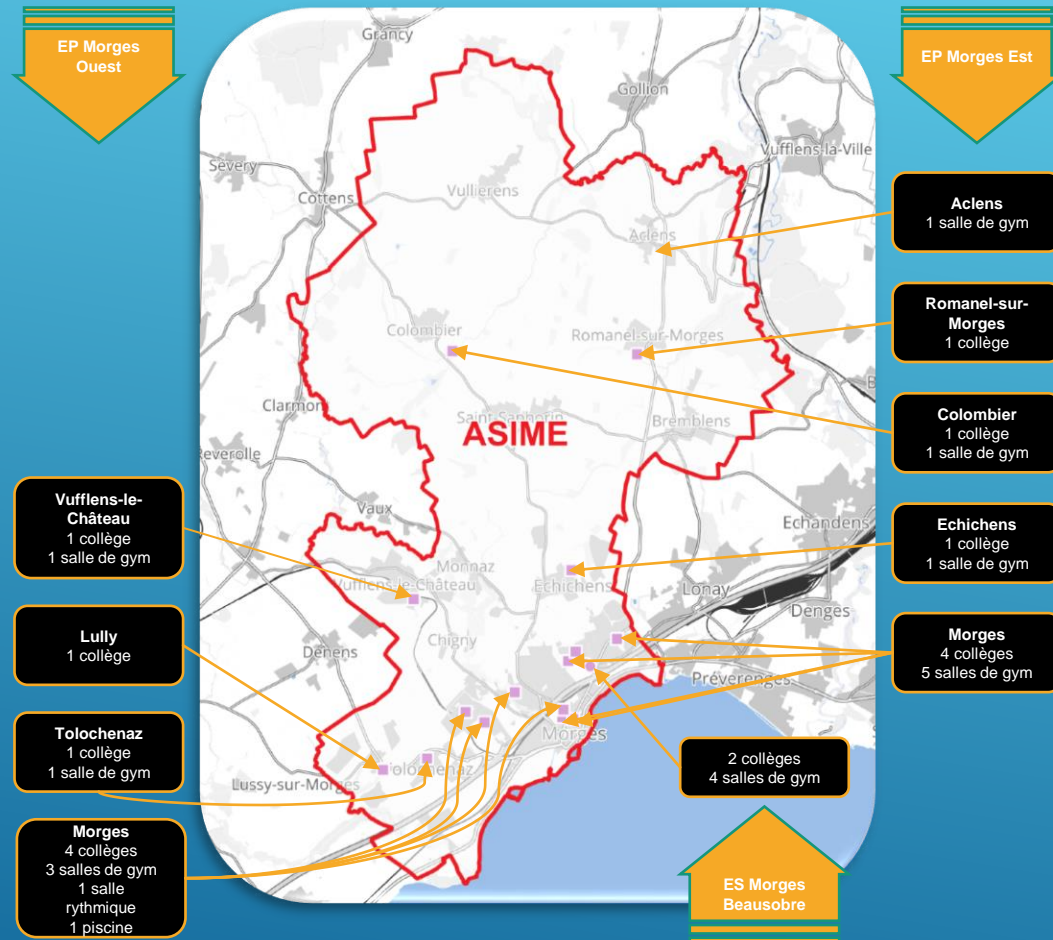 EP Morges
Ouest
EP Morges Est
Grancy
Gollion
Vufflens-la-Ville
Sévery
Cottens
Vullierens
Aclens
Aclens
1 salle de gym
Colombier
Romanel-sur-Morges
Romanel-sur-
Morges
1 collège
Clarmon
Saint-Saphorin
Bremblens
ASIME
Colombier
1 collège
1 salle de gym
Reverolle
Vaux
Echandens
Vufflens-le-
Château
1 collège
1 salle de gym
Monnaz
Vufflens-le-Château
Echichens
Lonay
Denges
Echichens
1 collège
1 salle de gym
Chigny
Denens
Préverenges
Lully
1 collège
Morges
4 collèges
5 salles de gym
Morges
Tolochenaz
1 collège
1 salle de gym
Lussy-sur-Morges
Tolochenaz
2 collèges
4 salles de gym
Morges
4 collèges
3 salles de gym
1 salle
rythmique
1 piscine
ES Morges
Beausobre